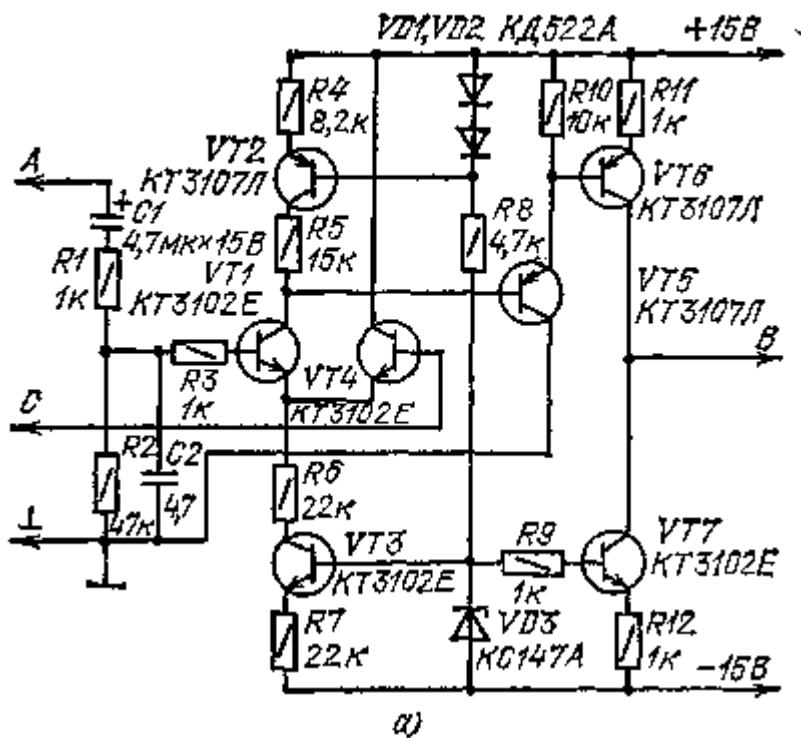 VD1, VD2 КД522А
+15В
R4
8,2к
R10
10к
R11
1к
VT2
КТ3107Л
A
+
C1
4,7мк×15В
R5
15к
R8
4,7к
VT6
КТ3107Л
R1
1к
VT1
КТ3102Е
VT5
КТ3107Л
B
R3
1к
VT4
КТ3102Е
C
R2
47к
C2
4,7
R6
22к
⊥
VT3
КТ3102Е
R9
1к
VT7
КТ3102Е
R7
22к
VD3
КС147А
R12
1к
-15В
а)